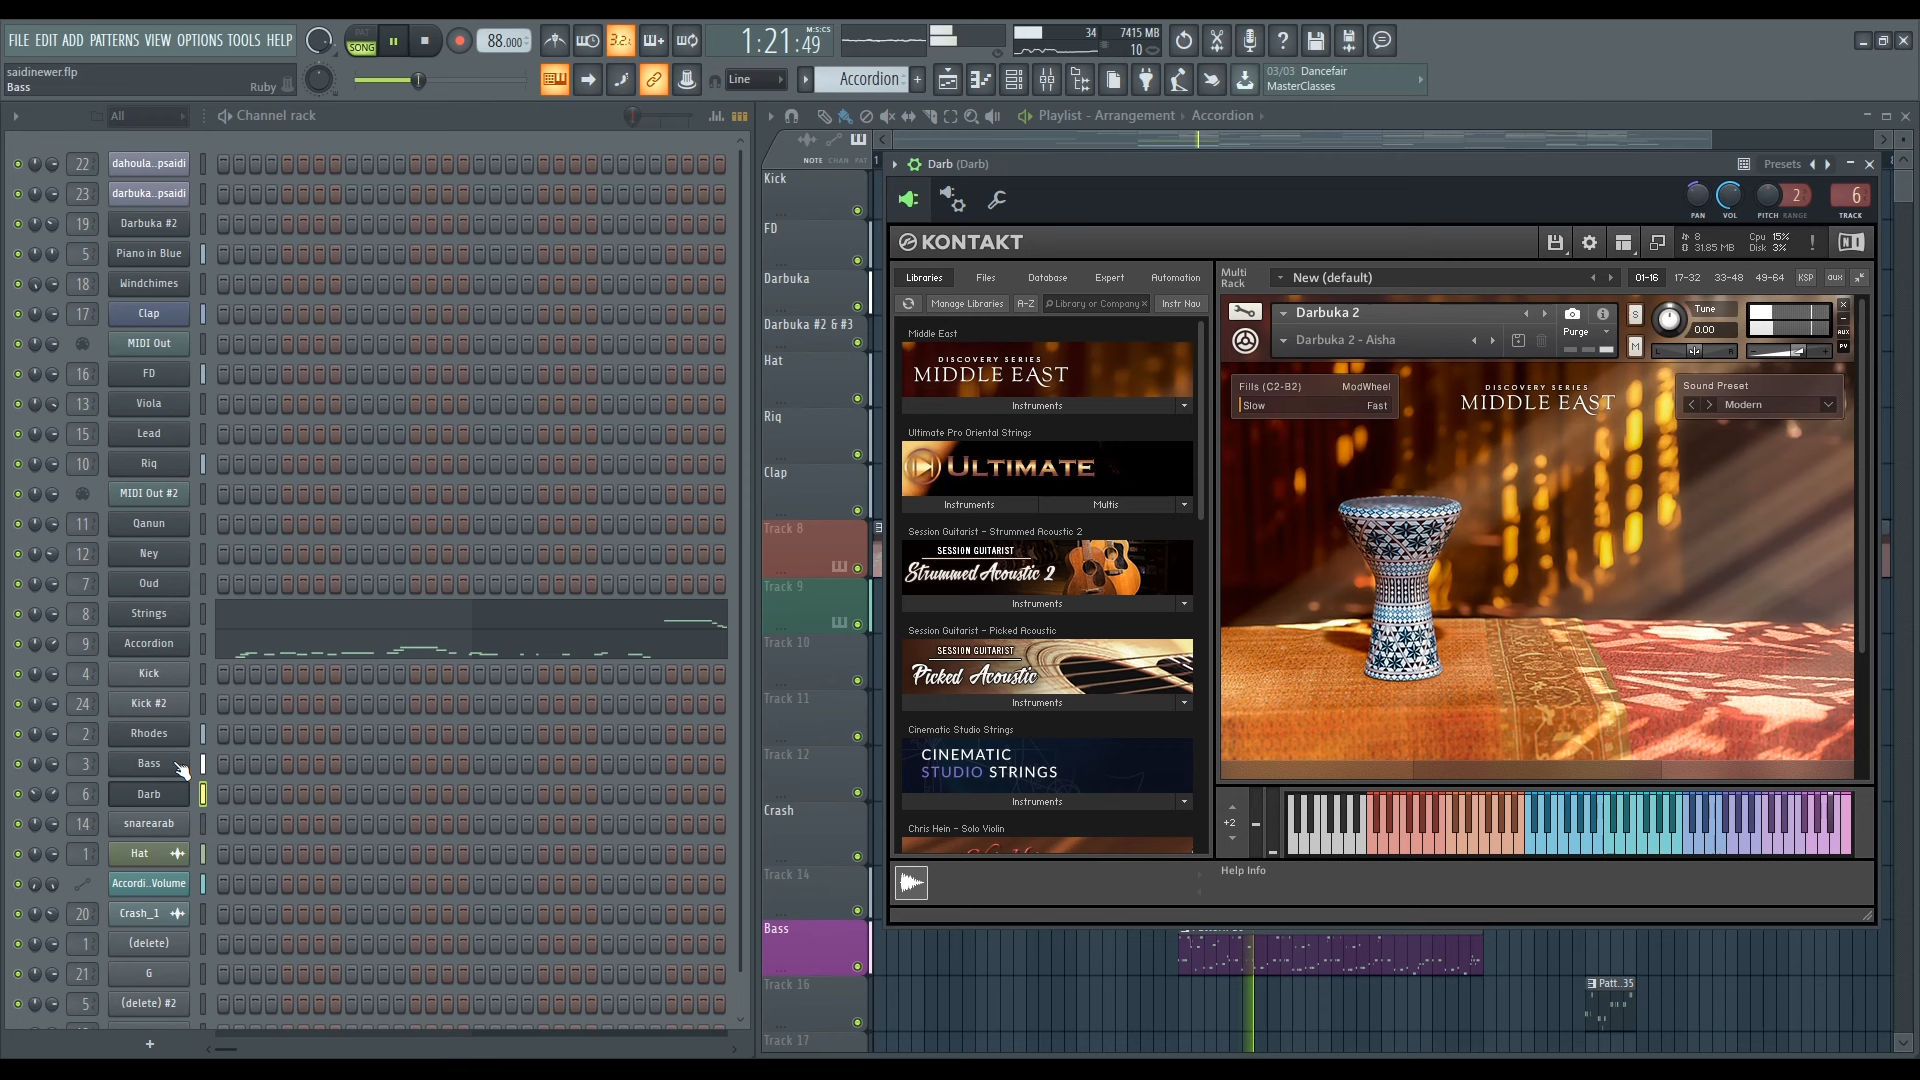 FILE EDIT ADD PATTERNS VIEW OPTIONS TOOLS HELP
PAT
SONG
88.000
3.2.
1:21:49
M:S:CS
34
7415 MB
10
saidinewer.flp
Bass
Ruby
Line
Accordion
03/03 Dancefair
MasterClasses
All
Channel rack
Playlist - Arrangement
Accordion
NOTE CHAN PAT
1
22 dahoula..psaidi
23 darbuka..psaidi
19 Darbuka #2
5 Piano in Blue
18 Windchimes
17 Clap
MIDI Out
16 FD
13 Viola
15 Lead
10 Riq
MIDI Out #2
11 Qanun
12 Ney
7 Oud
8 Strings
9 Accordion
4 Kick
24 Kick #2
2 Rhodes
3 Bass
6 Darb
14 snarearab
1 Hat
Accordi..Volume
20 Crash_1
1 (delete)
21 G
5 (delete) #2
+
Kick
FD
Darbuka
Darbuka #2 & #3
Hat
Riq
Clap
Track 8
Track 9
Track 10
Track 11
Track 12
Crash
Track 14
Bass
Track 16
Track 17
Patt..35
Darb (Darb)
Presets
PAN
VOL
PITCH
RANGE
2
6
TRACK
KONTAKT
8
31.85 MB
Cpu 15%
Disk 3%
!
NI
Libraries
Files
Database
Expert
Automation
Manage Libraries
A-Z
Library or Company
Instr Nav
Middle East
DISCOVERY SERIES
MIDDLE EAST
Instruments
Ultimate Pro Oriental Strings
ULTIMATE
Instruments
Multis
Session Guitarist - Strummed Acoustic 2
SESSION GUITARIST
Strummed Acoustic 2
Instruments
Session Guitarist - Picked Acoustic
SESSION GUITARIST
Picked Acoustic
Instruments
Cinematic Studio Strings
CINEMATIC
STUDIO STRINGS
Instruments
Chris Hein - Solo Violin
Multi
Rack
New (default)
01-16
17-32
33-48
49-64
KSP
aux
Darbuka 2
Purge
Darbuka 2 - Aisha
S
M
Tune
0.00
L
R
AUX
PV
Fills (C2-B2)
ModWheel
Slow
Fast
DISCOVERY SERIES
MIDDLE EAST
Sound Preset
Modern
+2
Help Info